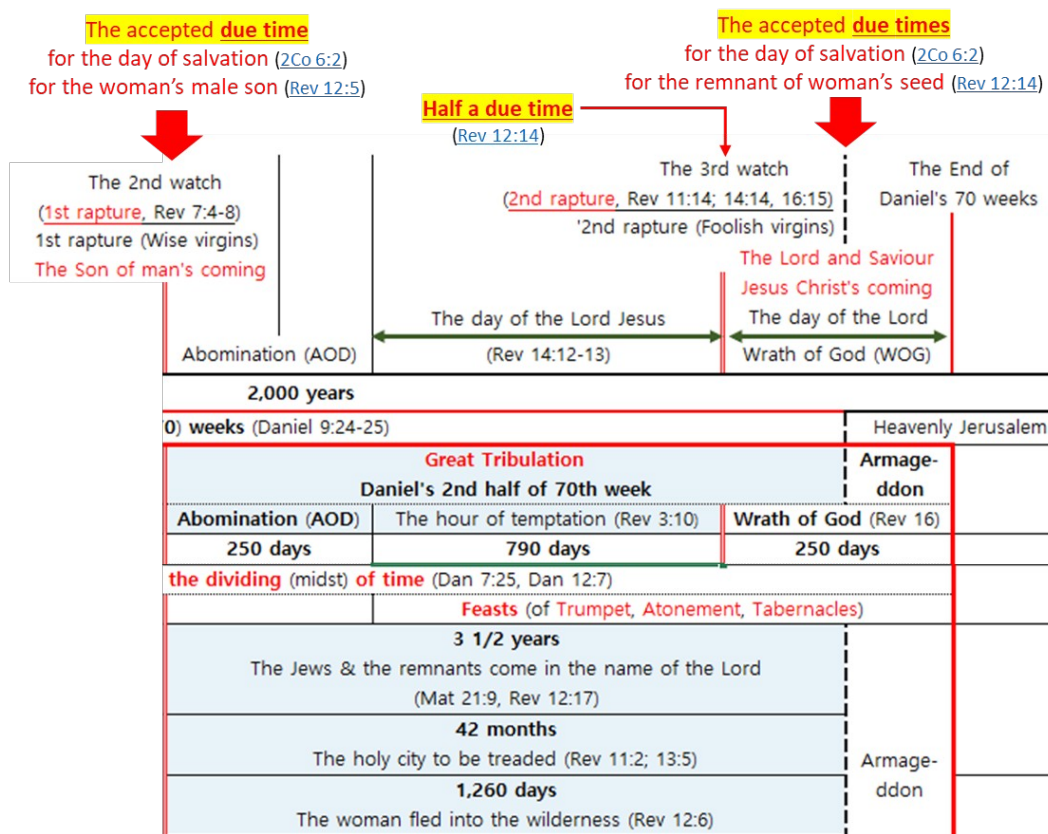 The accepted due time
for the day of salvation (2Co 6:2)
for the woman's male son (Rev 12:5)
Half a due time
(Rev 12:14)
The accepted due times
for the day of salvation (2Co 6:2)
for the remnant of woman's seed (Rev 12:14)
The 2nd watch
(1st rapture, Rev 7:4-8)
1st rapture (Wise virgins)
The Son of man's coming
The 3rd watch
(2nd rapture, Rev 11:14; 14:14, 16:15)
'2nd rapture (Foolish virgins)
The Lord and Saviour
Jesus Christ's coming
The End of
Daniel's 70 weeks
Abomination (AOD)
The day of the Lord Jesus
(Rev 14:12-13)
The day of the Lord
Wrath of God (WOG)
2,000 years
0) weeks (Daniel 9:24-25)
Heavenly Jerusalem
Great Tribulation
Daniel's 2nd half of 70th week
Armage-
ddon
Abomination (AOD)
The hour of temptation (Rev 3:10)
Wrath of God (Rev 16)
250 days
790 days
250 days
the dividing (midst) of time (Dan 7:25, Dan 12:7)
Feasts (of Trumpet, Atonement, Tabernacles)
3 1/2 years
The Jews & the remnants come in the name of the Lord
(Mat 21:9, Rev 12:17)
42 months
The holy city to be treaded (Rev 11:2; 13:5)
1,260 days
The woman fled into the wilderness (Rev 12:6)
Armage-
ddon